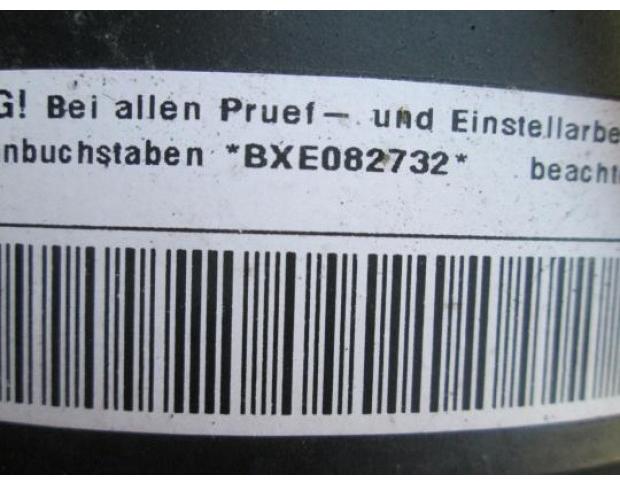 G! Bei allen Pruef- und Einstellarbe
nbuchstaben *BXE082732* beacht